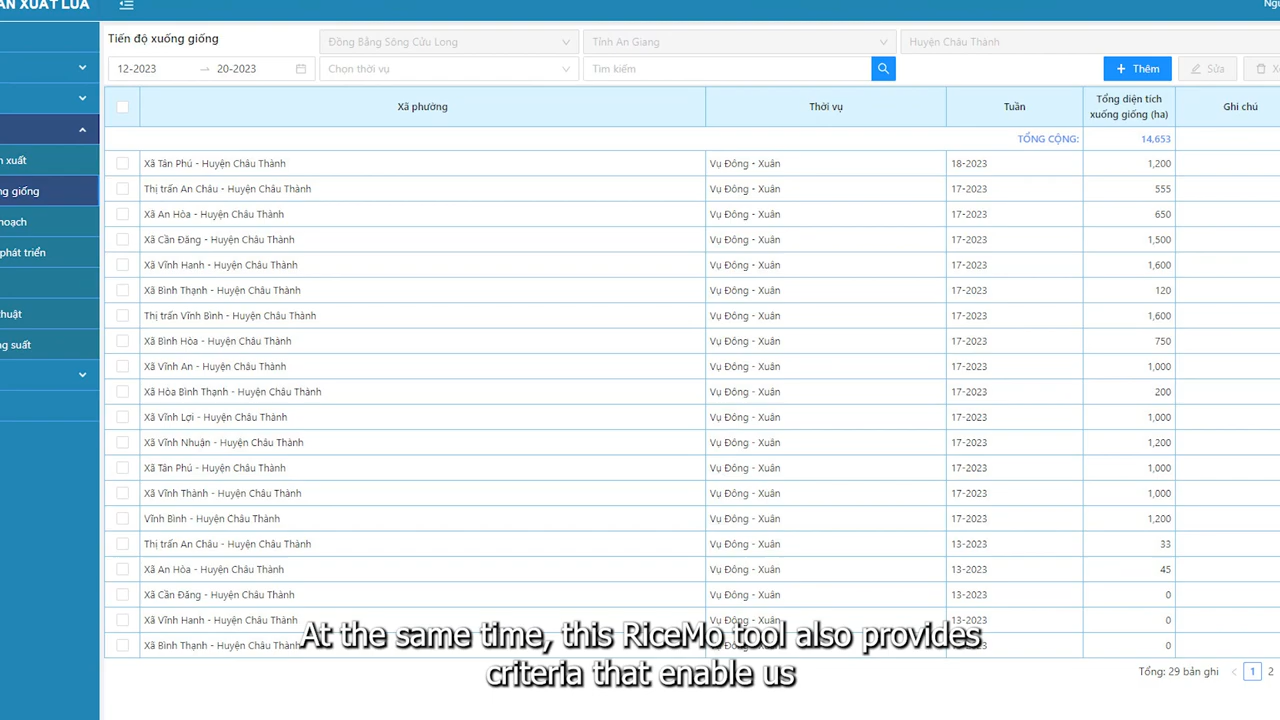 ẢN XUẤT LÚA
Tiến độ xuống giống
Đồng Bằng Sông Cửu Long
Tỉnh An Giang
Huyện Châu Thành
12-2023 → 20-2023
Chọn thời vụ
Tìm kiếm
+ Thêm
Sửa
n xuất
ng giống
hoạch
phát triển
thuật
ng suất
Xã phường Thời vụ Tuần Tổng diện tích xuống giống (ha) Ghi chú
TỔNG CỘNG: 14,653
Xã Tân Phú - Huyện Châu Thành Vụ Đông - Xuân 18-2023 1,200
Thị trấn An Châu - Huyện Châu Thành Vụ Đông - Xuân 17-2023 555
Xã An Hòa - Huyện Châu Thành Vụ Đông - Xuân 17-2023 650
Xã Cần Đăng - Huyện Châu Thành Vụ Đông - Xuân 17-2023 1,500
Xã Vĩnh Hanh - Huyện Châu Thành Vụ Đông - Xuân 17-2023 1,600
Xã Bình Thạnh - Huyện Châu Thành Vụ Đông - Xuân 17-2023 120
Thị trấn Vĩnh Bình - Huyện Châu Thành Vụ Đông - Xuân 17-2023 1,600
Xã Bình Hòa - Huyện Châu Thành Vụ Đông - Xuân 17-2023 750
Xã Vĩnh An - Huyện Châu Thành Vụ Đông - Xuân 17-2023 1,000
Xã Hòa Bình Thạnh - Huyện Châu Thành Vụ Đông - Xuân 17-2023 200
Xã Vĩnh Lợi - Huyện Châu Thành Vụ Đông - Xuân 17-2023 1,000
Xã Vĩnh Nhuận - Huyện Châu Thành Vụ Đông - Xuân 17-2023 1,200
Xã Tân Phú - Huyện Châu Thành Vụ Đông - Xuân 17-2023 1,000
Xã Vĩnh Thành - Huyện Châu Thành Vụ Đông - Xuân 17-2023 1,000
Vĩnh Bình - Huyện Châu Thành Vụ Đông - Xuân 17-2023 1,200
Thị trấn An Châu - Huyện Châu Thành Vụ Đông - Xuân 13-2023 33
Xã An Hòa - Huyện Châu Thành Vụ Đông - Xuân 13-2023 45
Xã Cần Đăng - Huyện Châu Thành Vụ Đông - Xuân 13-2023 0
Xã Vĩnh Hanh - Huyện Châu Thành Vụ Đông - Xuân 13-2023 0
Xã Bình Thạnh - Huyện Châu Thành Vụ Đông - Xuân 13-2023 0
At the same time, this RiceMo tool also provides
criteria that enable us
Tổng: 29 bản ghi < 1 2